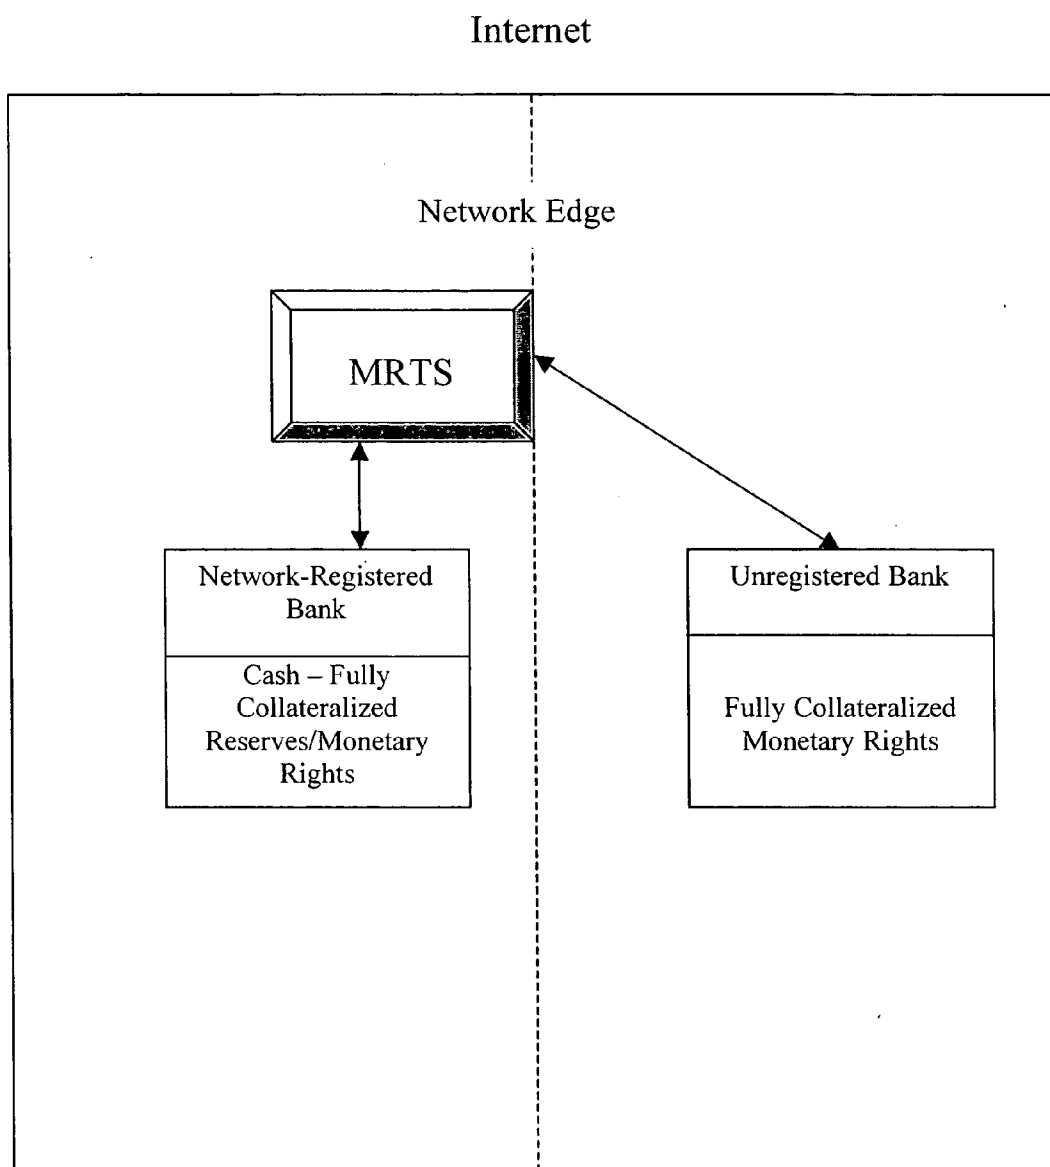 Internet
Network Edge
MRTS
Network-Registered
Bank
Cash – Fully
Collateralized
Reserves/Monetary
Rights
Unregistered Bank
Fully Collateralized
Monetary Rights